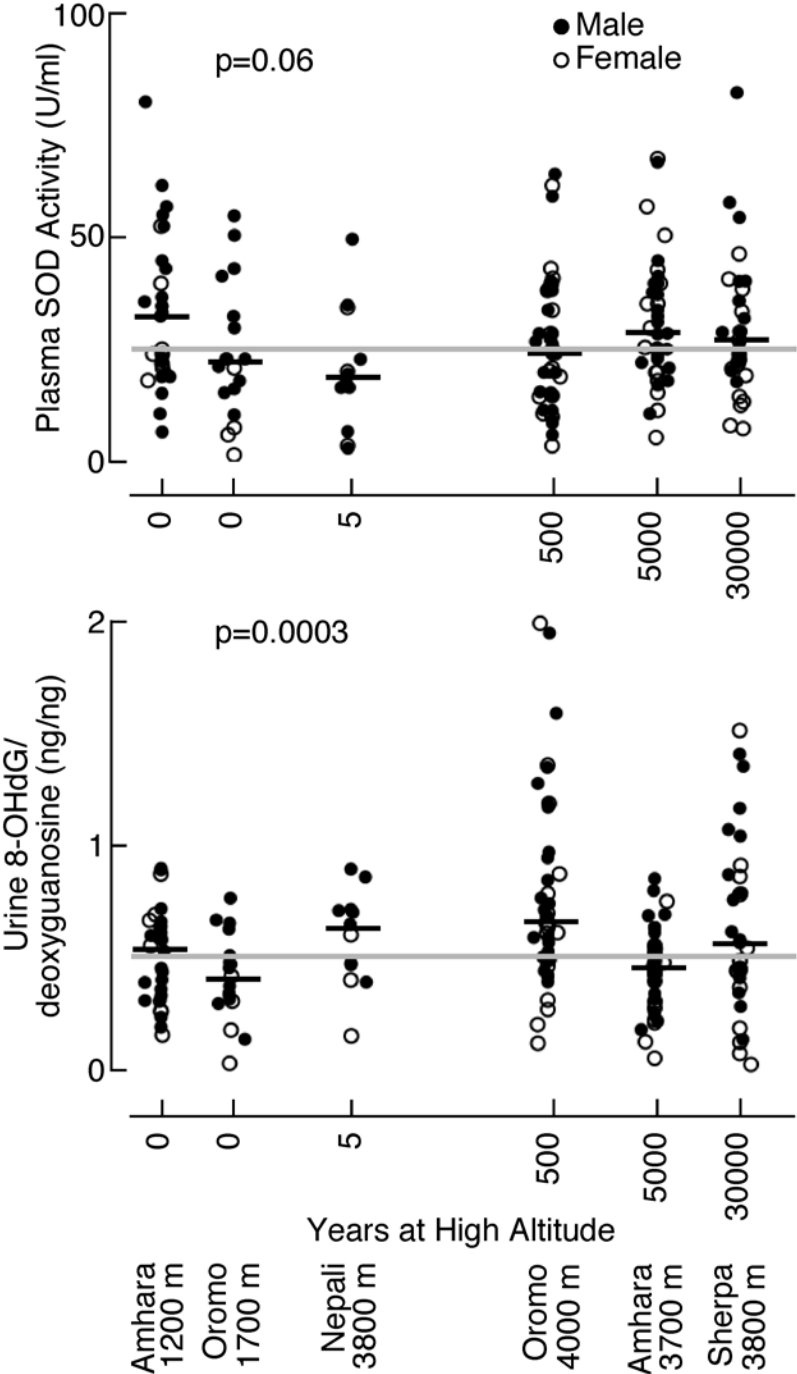 100
50
0
Plasma SOD Activity (U/ml)
p=0.06
Male
Female
0
0
5
500
5000
30000
2
1
0
Urine 8-OHdG/
deoxyguanosine (ng/ng)
p=0.0003
0
0
5
500
5000
30000
Years at High Altitude
Amhara
1200 m
Oromo
1700 m
Nepali
3800 m
Oromo
4000 m
Amhara
3700 m
Sherpa
3800 m